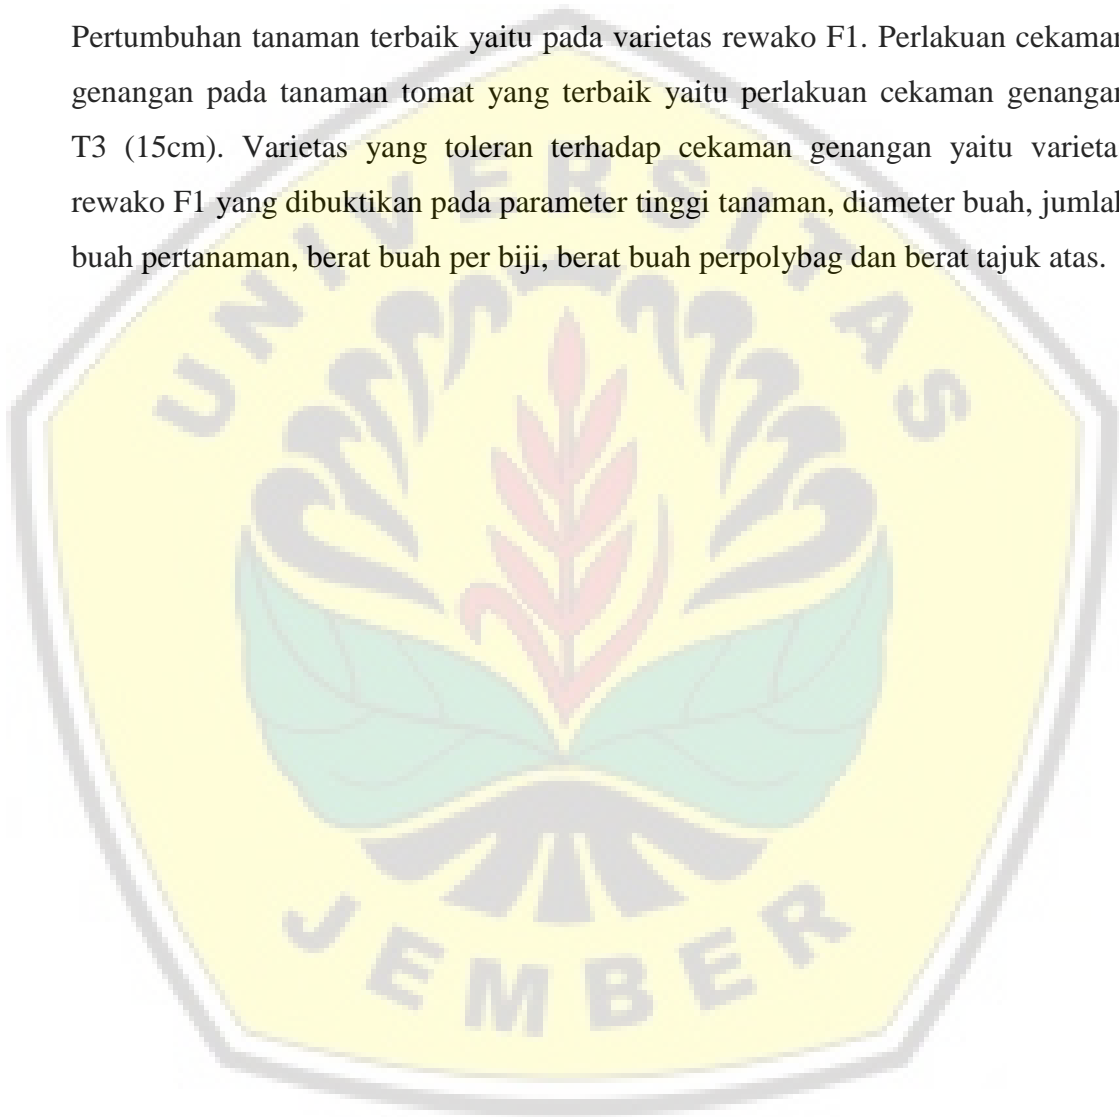 Pertumbuhan tanaman terbaik yaitu pada varietas rewako F1. Perlakuan cekaman
genangan pada tanaman tomat yang terbaik yaitu perlakuan cekaman genangan
T3 (15cm). Varietas yang toleran terhadap cekaman genangan yaitu varieta
rewako F1 yang dibuktikan pada parameter tinggi tanaman, diameter buah, jumlah
buah pertanaman, berat buah per biji, berat buah perpolybag dan berat tajuk atas.
UNIVERSITAS
JEMBER